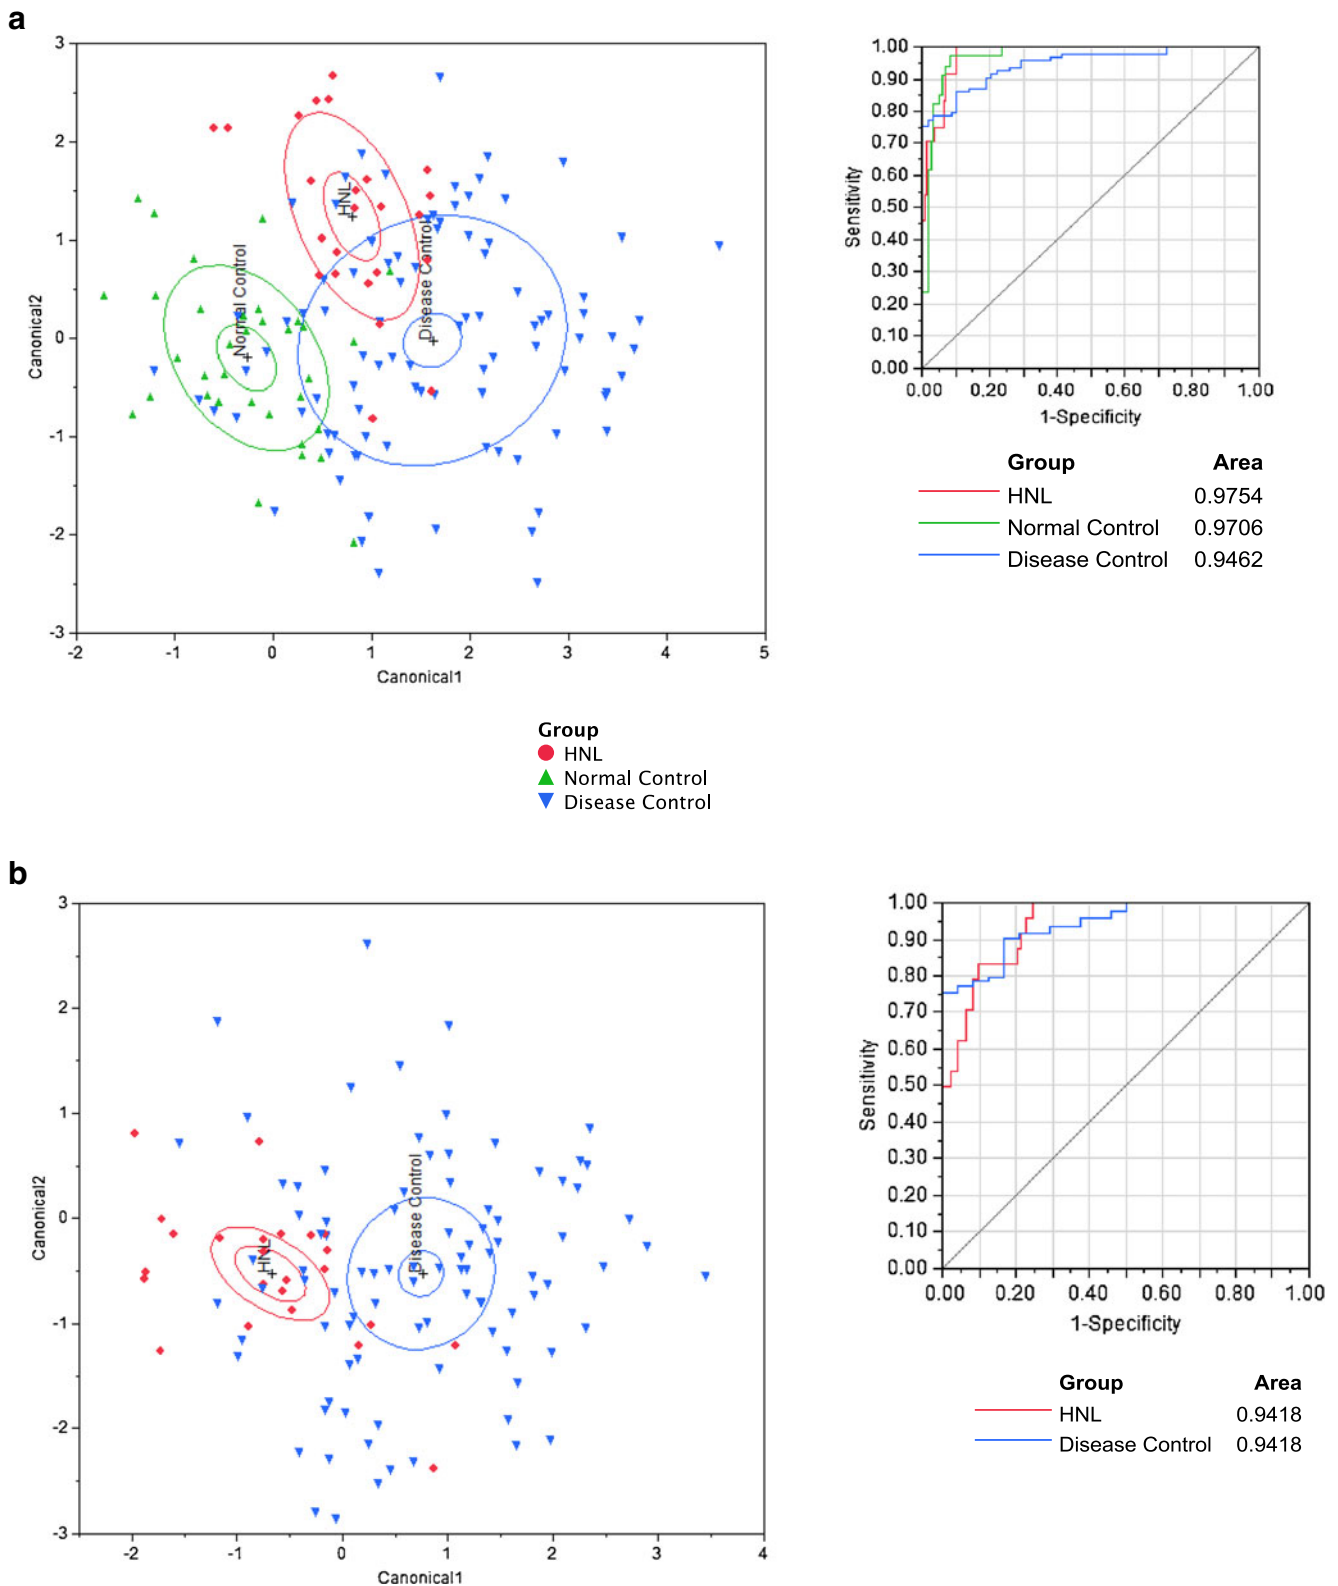 a
3
2
1
0
-1
-2
-3
-2
-1
0
1
2
3
4
5
Canonical2
Canonical1
HNL
Normal Control
Disease Control
1.00
0.90
0.80
0.70
0.60
0.50
0.40
0.30
0.20
0.10
0.00
Sensitivity
0.00 0.20 0.40 0.60 0.80 1.00
1-Specificity
Group Area
HNL 0.9754
Normal Control 0.9706
Disease Control 0.9462
Group
HNL
Normal Control
Disease Control
b
3
2
1
0
-1
-2
-3
-2
-1
0
1
2
3
4
Canonical2
Canonical1
HNL
Disease Control
1.00
0.90
0.80
0.70
0.60
0.50
0.40
0.30
0.20
0.10
0.00
Sensitivity
0.00 0.20 0.40 0.60 0.80 1.00
1-Specificity
Group Area
HNL 0.9418
Disease Control 0.9418